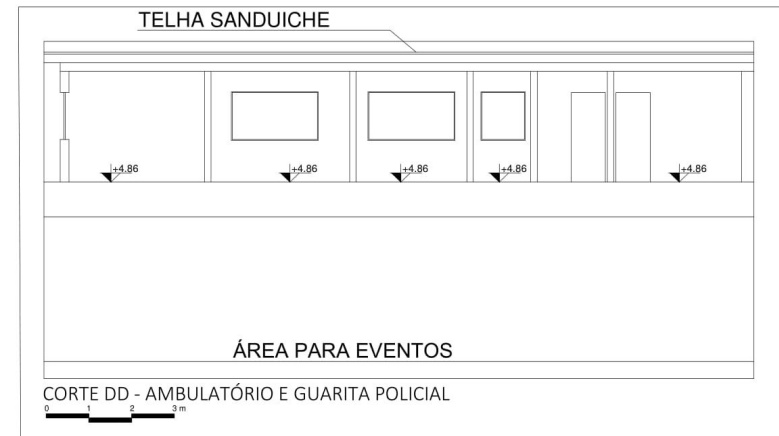 TELHA SANDUICHE
+4.86 +4.86 +4.86 +4.86 +4.86
ÁREA PARA EVENTOS
CORTE DD - AMBULATÓRIO E GUARITA POLICIAL
0 1 2 3 m